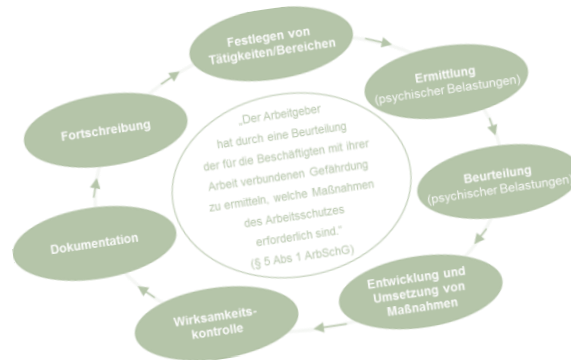 Festlegen von
Tätigkeiten/Bereichen
Ermittlung
(psychischer Belastungen)
Beurteilung
(psychischer Belastungen)
Entwicklung und
Umsetzung von
Maßnahmen
Wirksamkeits-
kontrolle
Dokumentation
Fortschreibung
„Der Arbeitgeber
hat durch eine Beurteilung
der für die Beschäftigten mit ihrer
Arbeit verbundenen Gefährdung
zu ermitteln, welche Maßnahmen
des Arbeitsschutzes
erforderlich sind.“
(§ 5 Abs 1 ArbSchG)